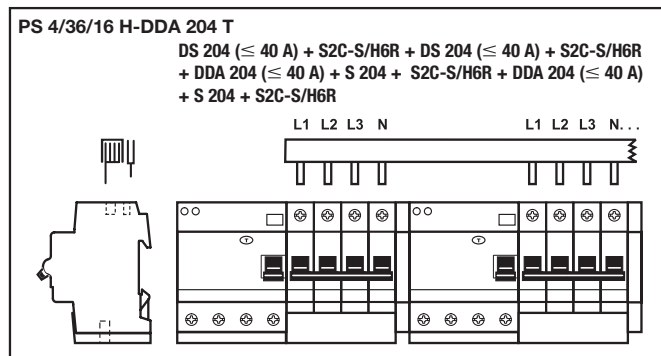 PS 4/36/16 H-DDA 204 T
DS 204 (≤ 40 A) + S2C-S/H6R + DS 204 (≤ 40 A) + S2C-S/H6R
+ DDA 204 (≤ 40 A) + S 204 + S2C-S/H6R + DDA 204 (≤ 40 A)
+ S 204 + S2C-S/H6R
L1 L2 L3 N L1 L2 L3 N...
T T